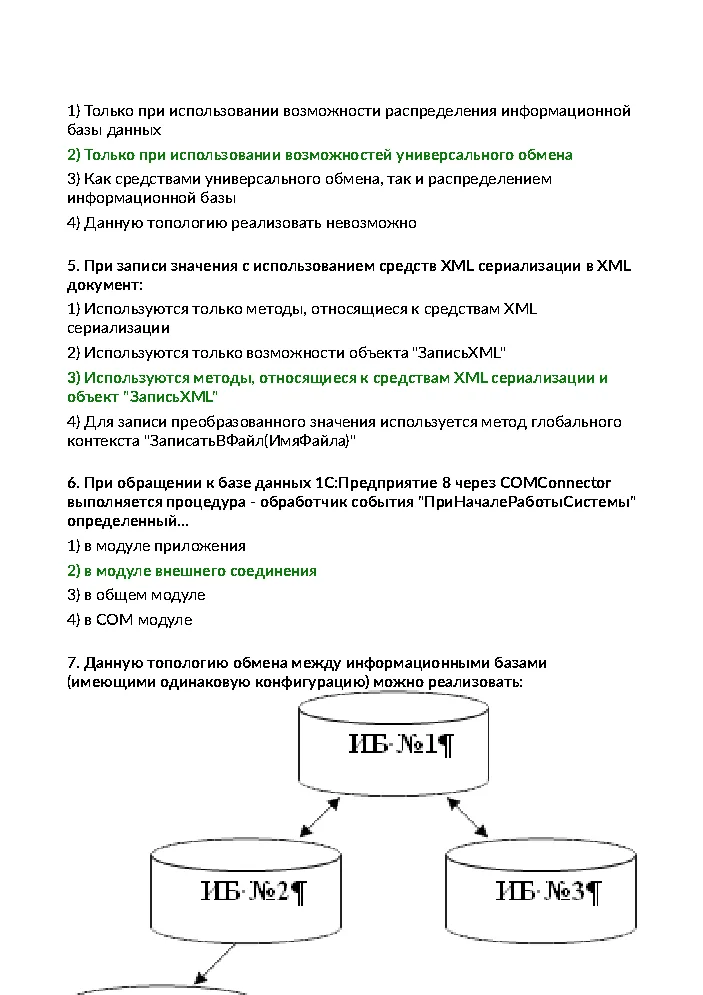 1) Только при использовании возможности распределения информационной
базы данных
2) Только при использовании возможностей универсального обмена
3) Как средствами универсального обмена, так и распределением
информационной базы
4) Данную топологию реализовать невозможно
5. При записи значения с использованием средств XML сериализации в XML
документ:
1) Используются только методы, относящиеся к средствам XML
сериализации
2) Используются только возможности объекта "ЗаписьXML"
3) Используются методы, относящиеся к средствам XML сериализации и
объект "ЗаписьXML"
4) Для записи преобразованного значения используется метод глобального
контекста "ЗаписатьВФайл(ИмяФайла)"
6. При обращении к базе данных 1С:Предприятие 8 через COMConnector
выполняется процедура - обработчик события "ПриНачалеРаботыСистемы"
определенный...
1) в модуле приложения
2) в модуле внешнего соединения
3) в общем модуле
4) в COM модуле
7. Данную топологию обмена между информационными базами
(имеющими одинаковую конфигурацию) можно реализовать:
ИБ·№1¶
ИБ·№2¶ ИБ·№3¶